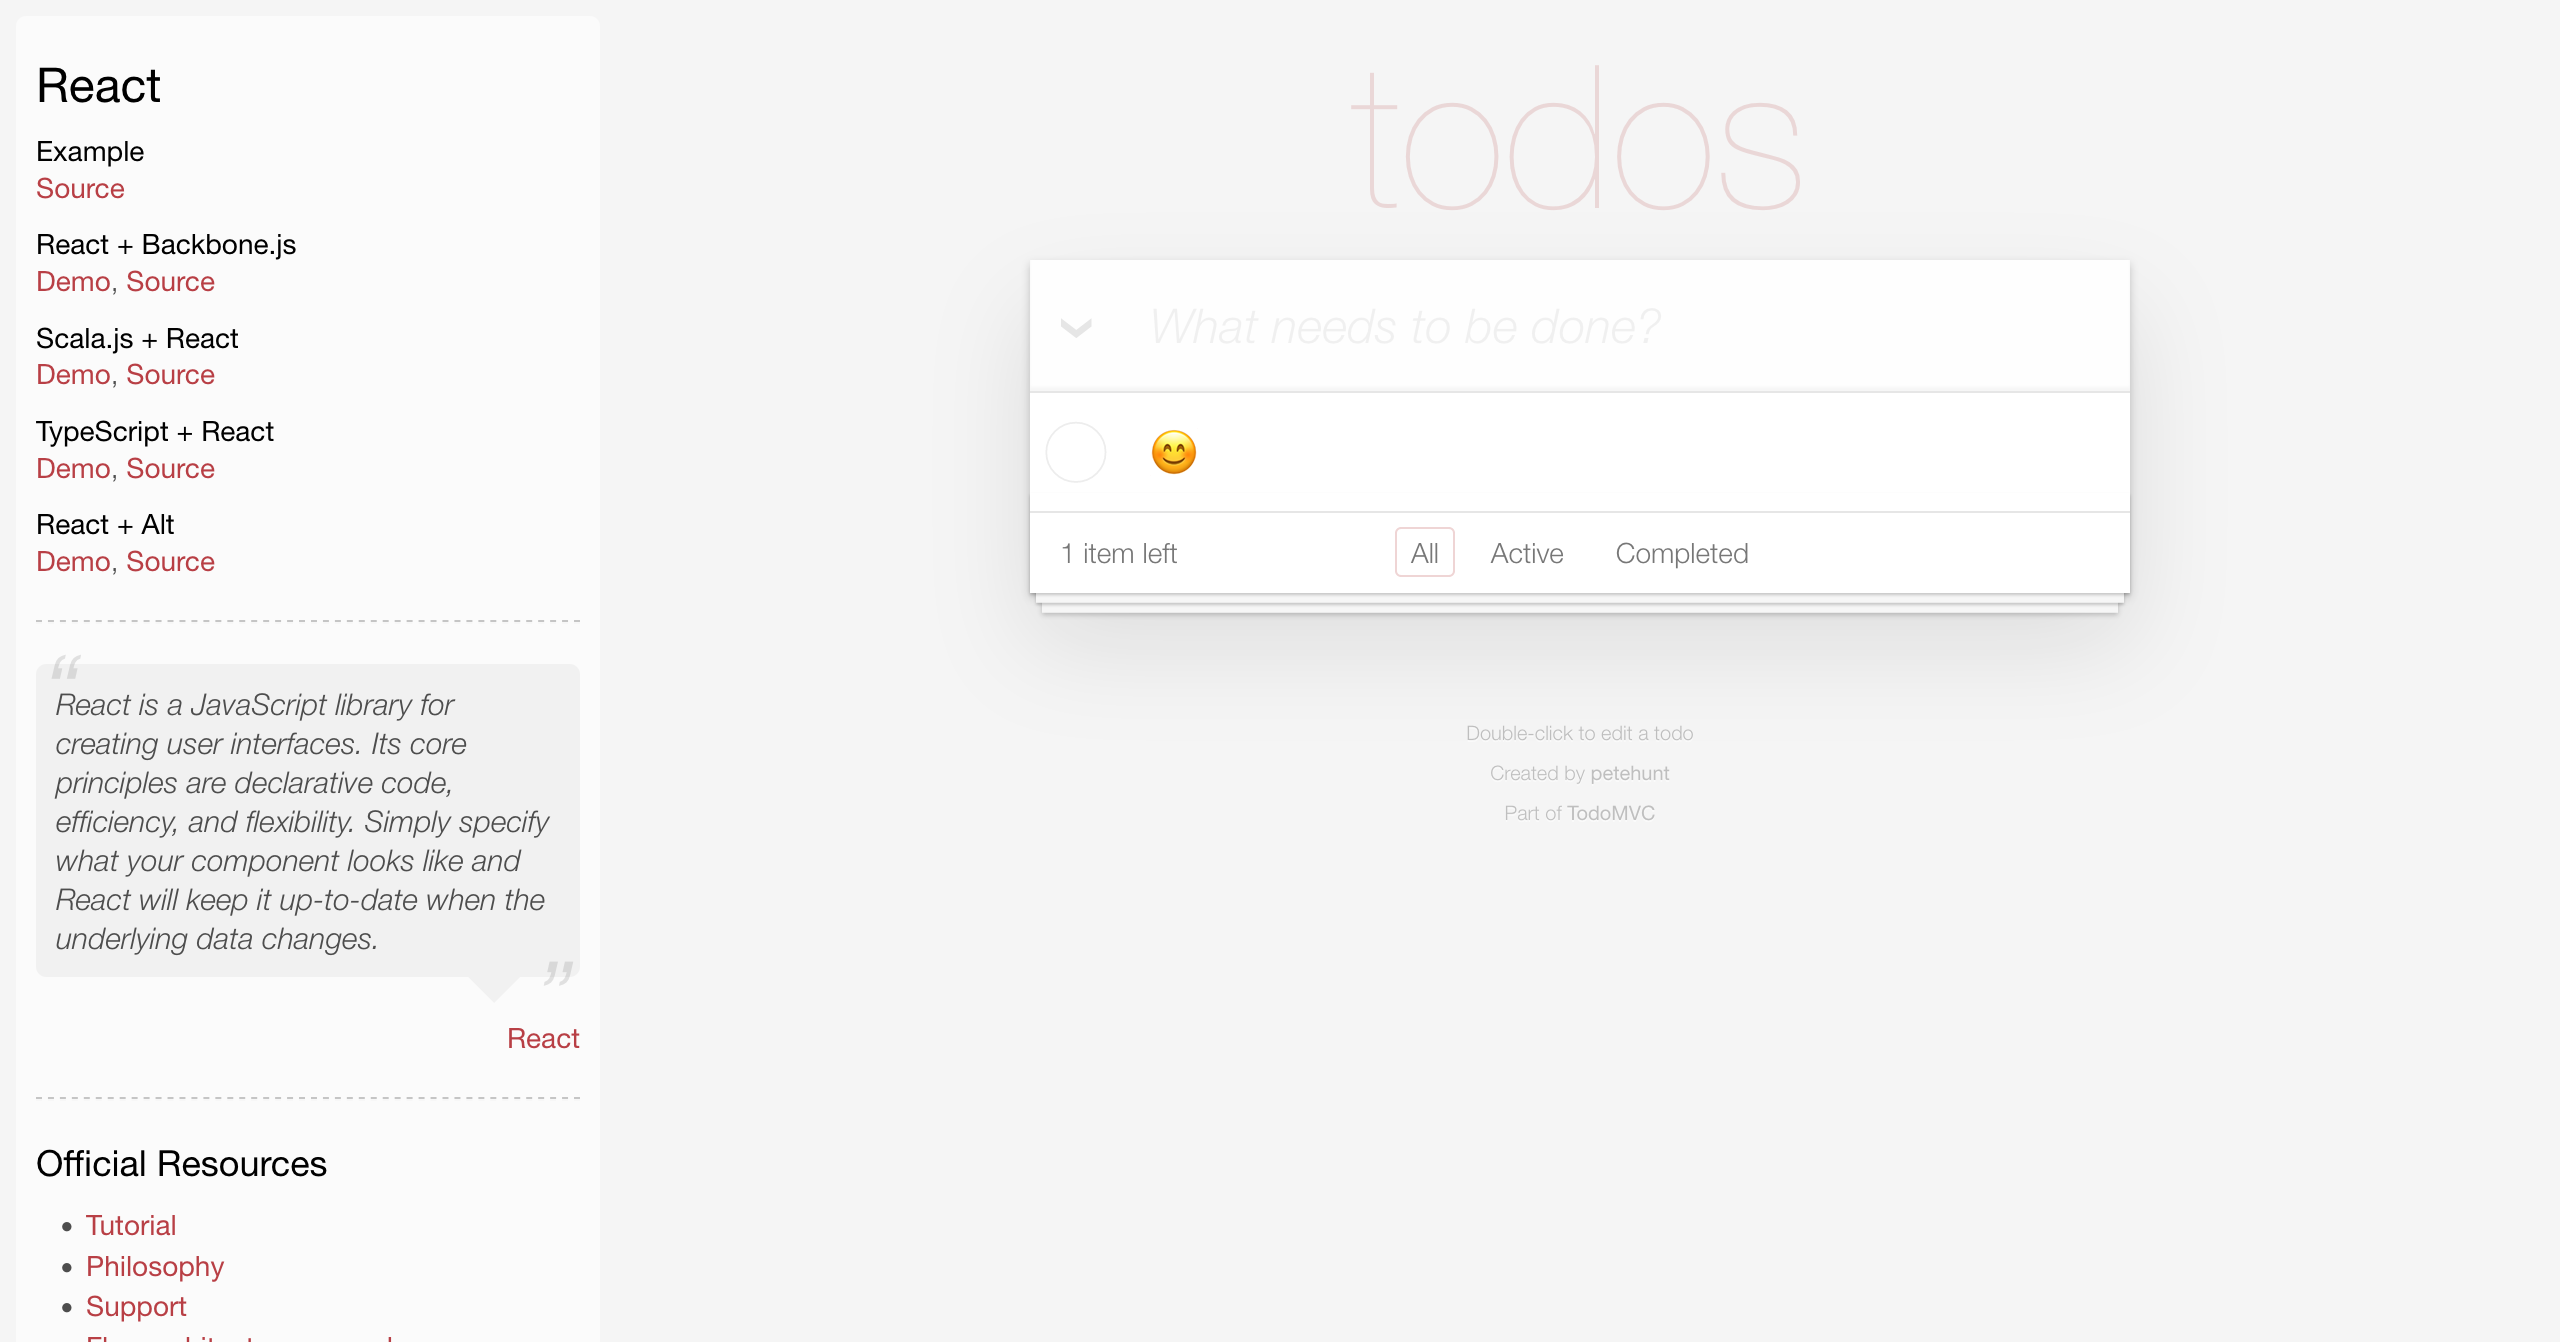 React
Example
Source
React + Backbone.js
Demo, Source
Scala.js + React
Demo, Source
TypeScript + React
Demo, Source
React + Alt
Demo, Source
“
React is a JavaScript library for
creating user interfaces. Its core
principles are declarative code,
efficiency, and flexibility. Simply specify
what your component looks like and
React will keep it up-to-date when the
underlying data changes.
”
React
Official Resources
• Tutorial
• Philosophy
• Support
todos
What needs to be done?
😊
1 item left All Active Completed
Double-click to edit a todo
Created by petehunt
Part of TodoMVC